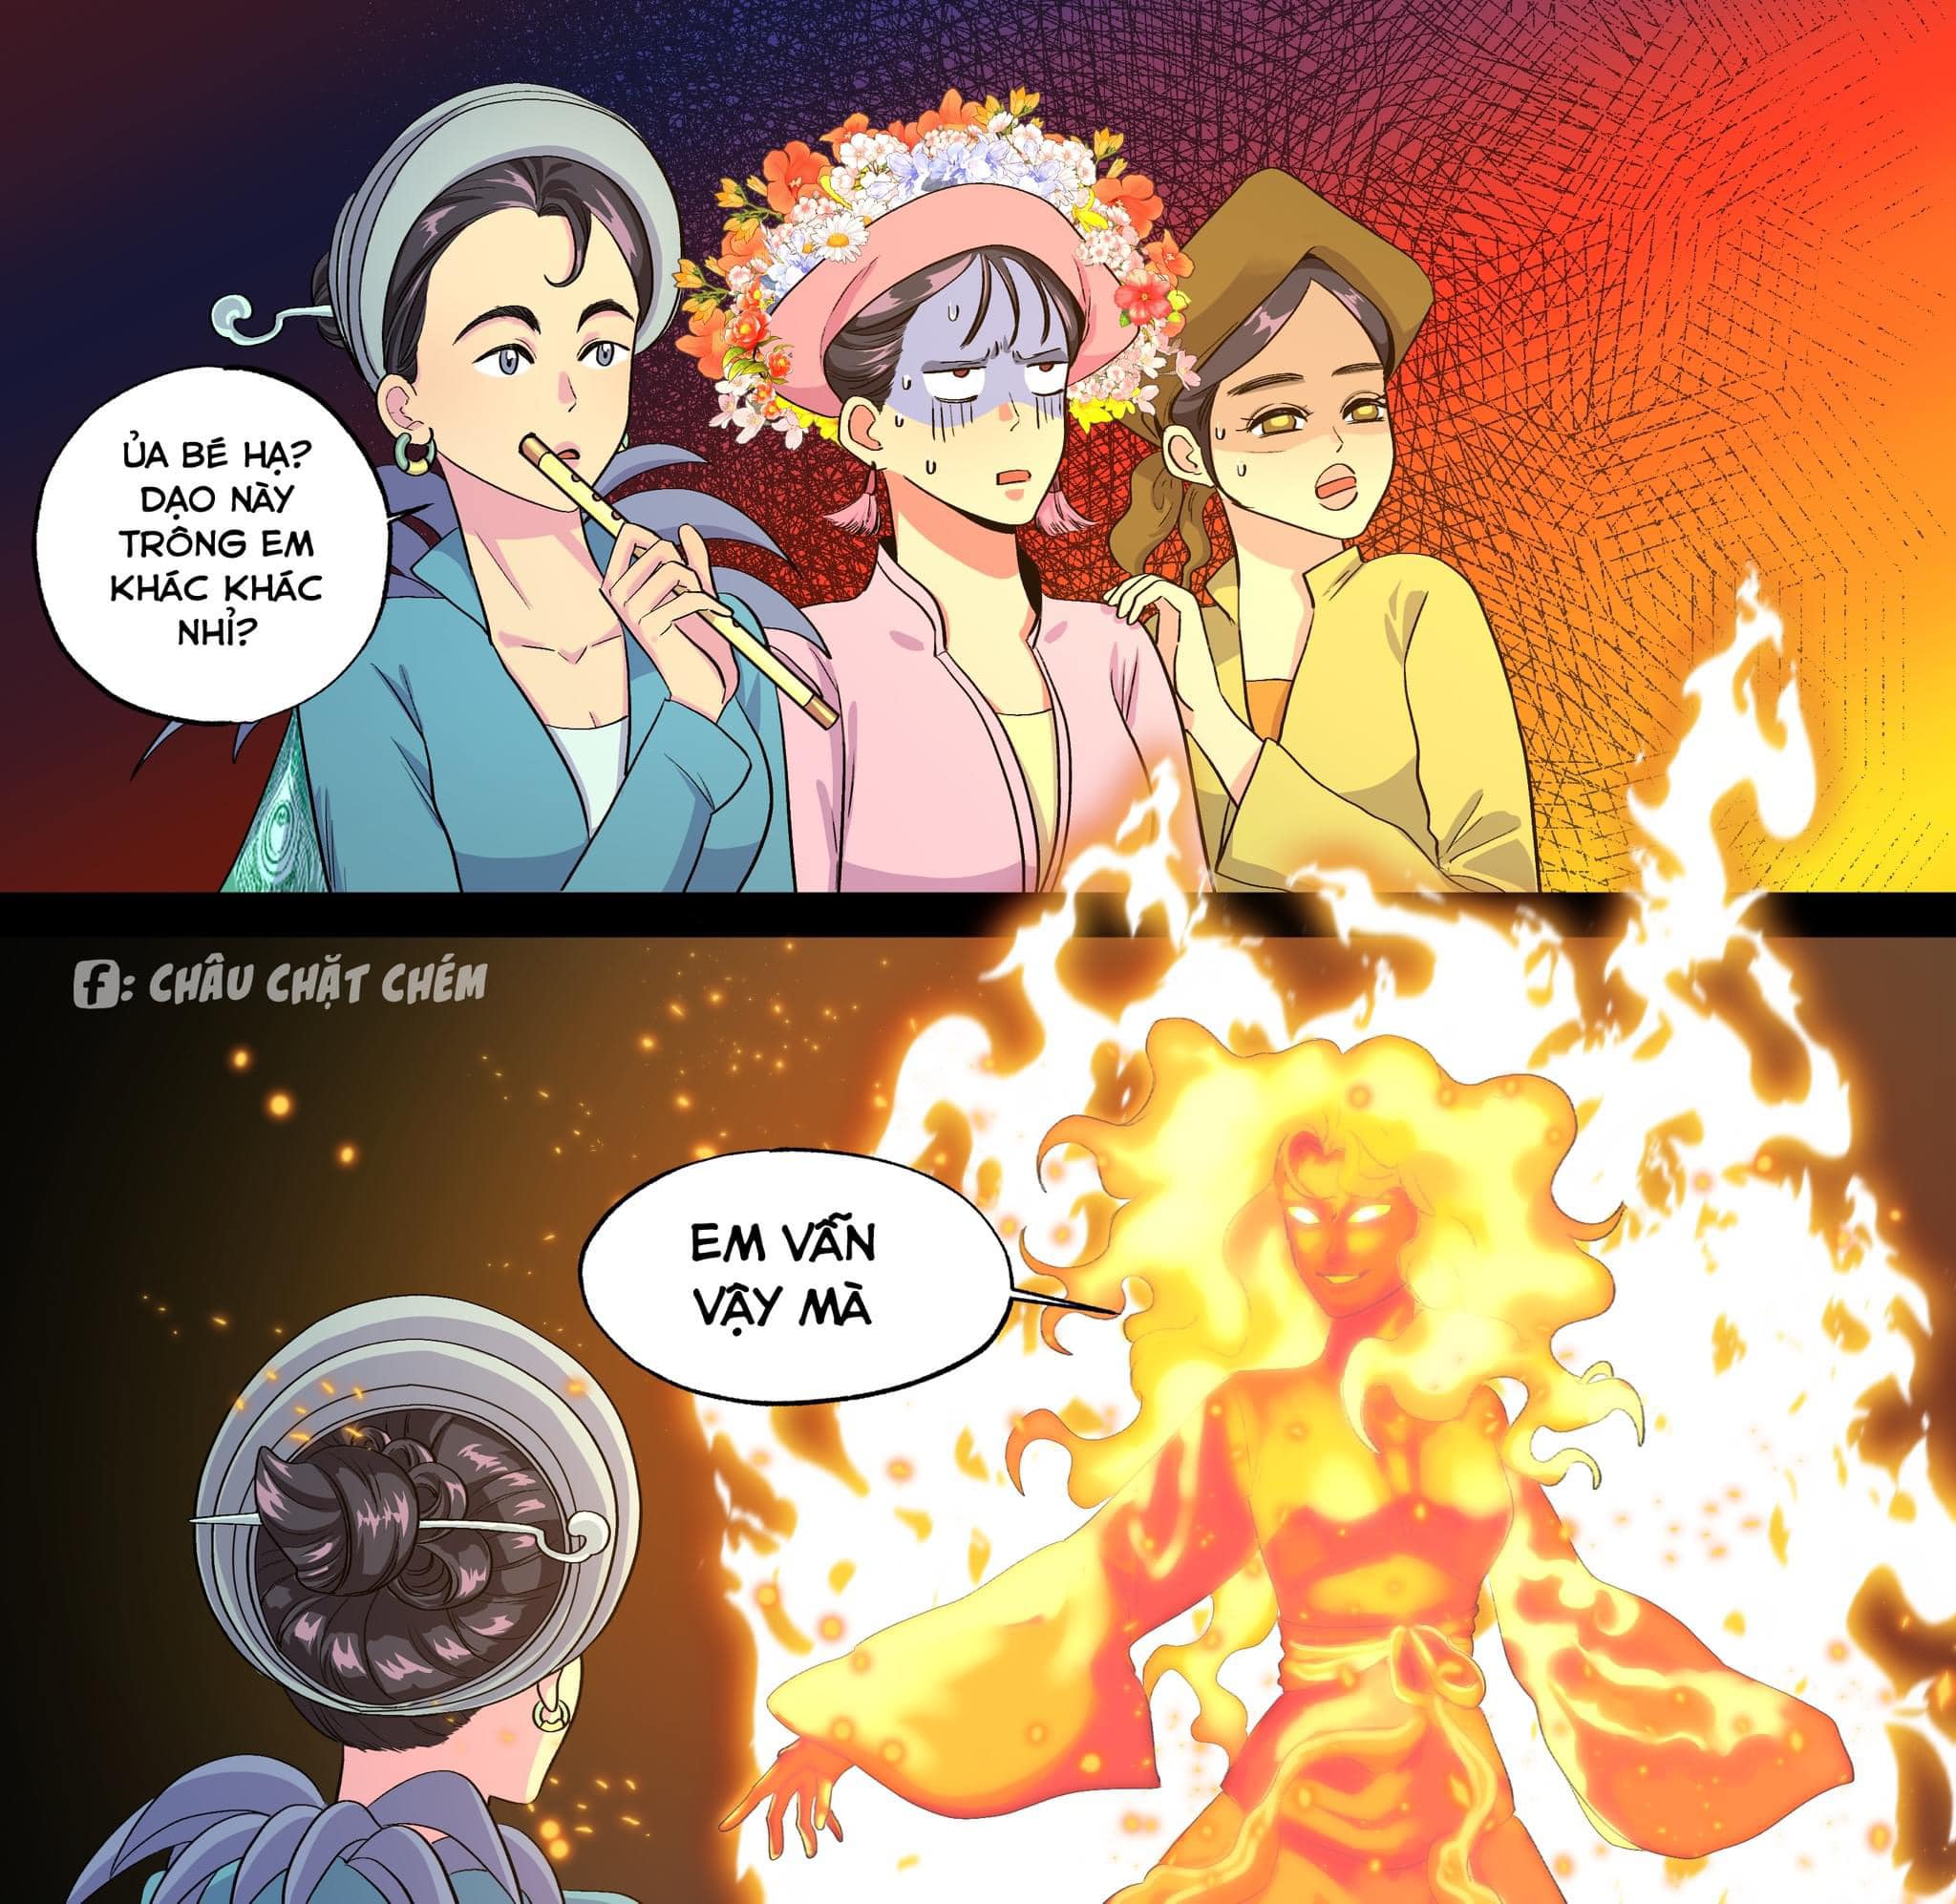 ỦA BÉ HẠ?
DẠO NÀY
TRÔNG EM
KHÁC KHÁC
NHỈ?
f: CHÂU CHẶT CHÉM
EM VẪN
VẬY MÀ